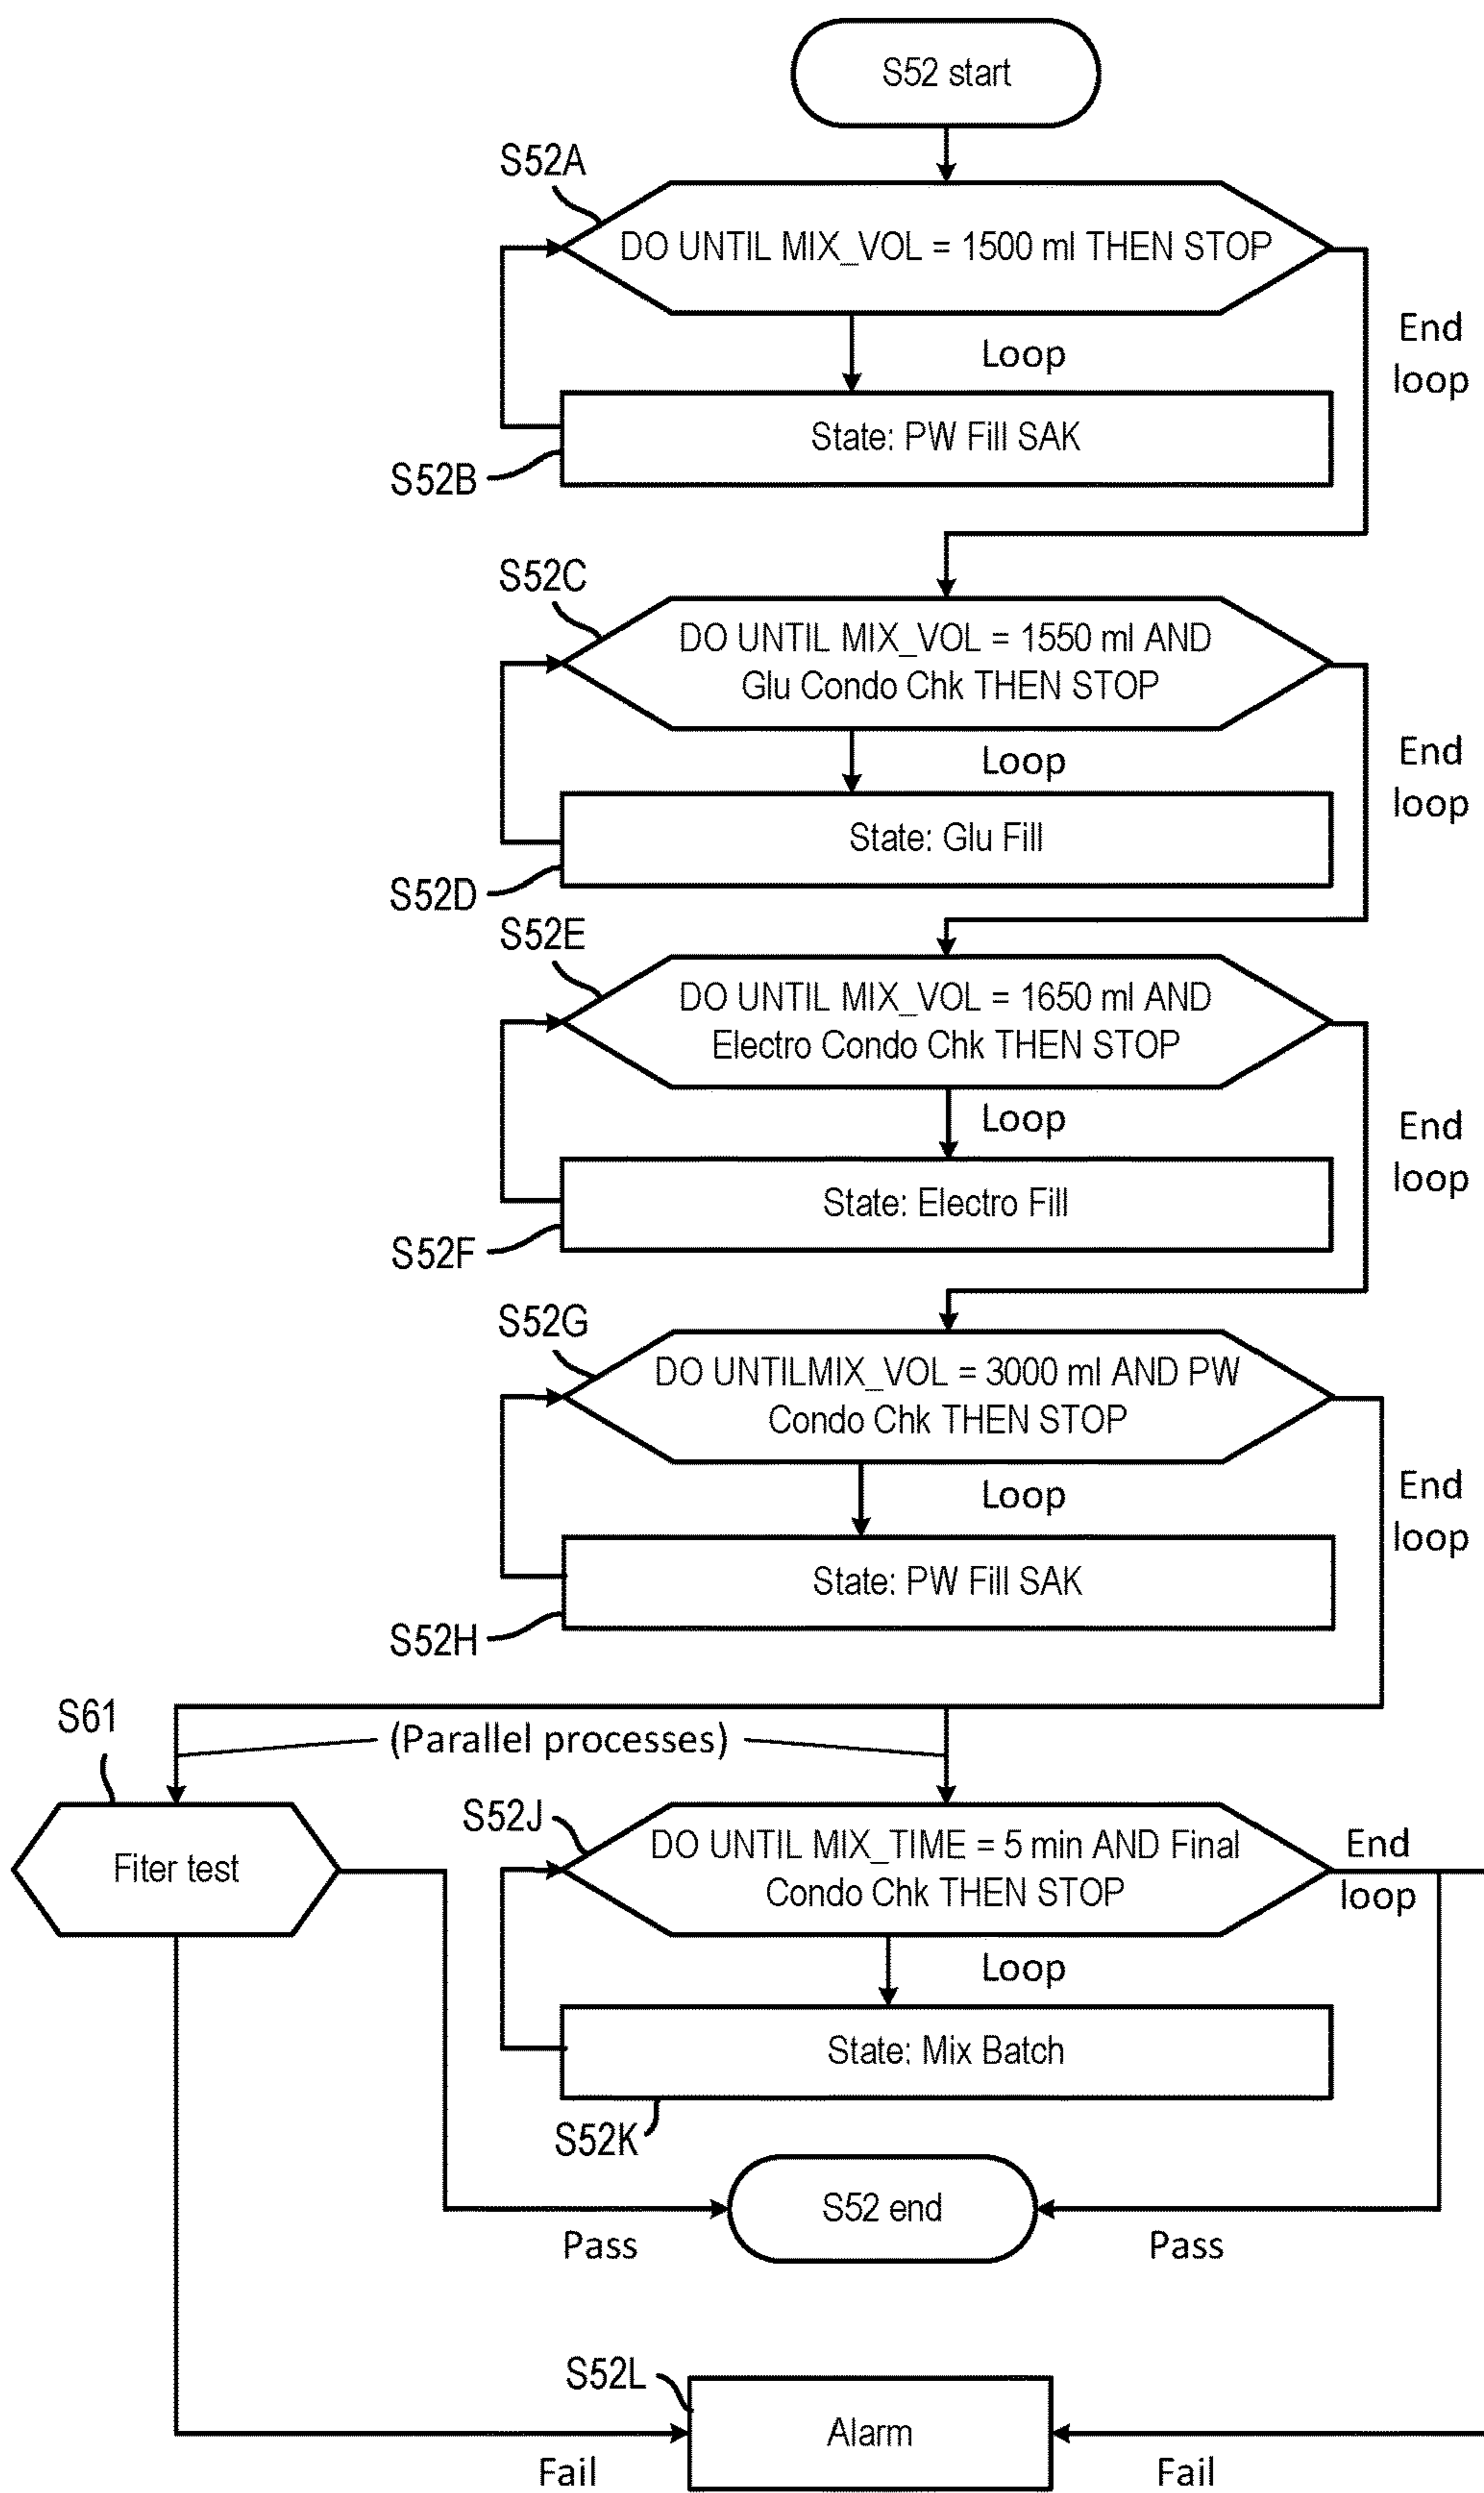 S52 start
S52A
DO UNTIL MIX_VOL = 1500 ml THEN STOP
End
loop
Loop
State: PW Fill SAK
S52B
S52C
DO UNTIL MIX_VOL = 1550 ml AND
Glu Condo Chk THEN STOP
End
loop
Loop
State: Glu Fill
S52D
S52E
DO UNTIL MIX_VOL = 1650 ml AND
Electro Condo Chk THEN STOP
Loop
End
loop
State: Electro Fill
S52F
S52G
DO UNTILMIX_VOL = 3000 ml AND PW
Condo Chk THEN STOP
Loop
End
loop
State: PW Fill SAK
S52H
S61
(Parallel processes)
Fiter test
S52J
DO UNTIL MIX_TIME = 5 min AND Final
Condo Chk THEN STOP
End
loop
Loop
State: Mix Batch
S52K
S52 end
Pass
Pass
S52L
Alarm
Fail
Fail